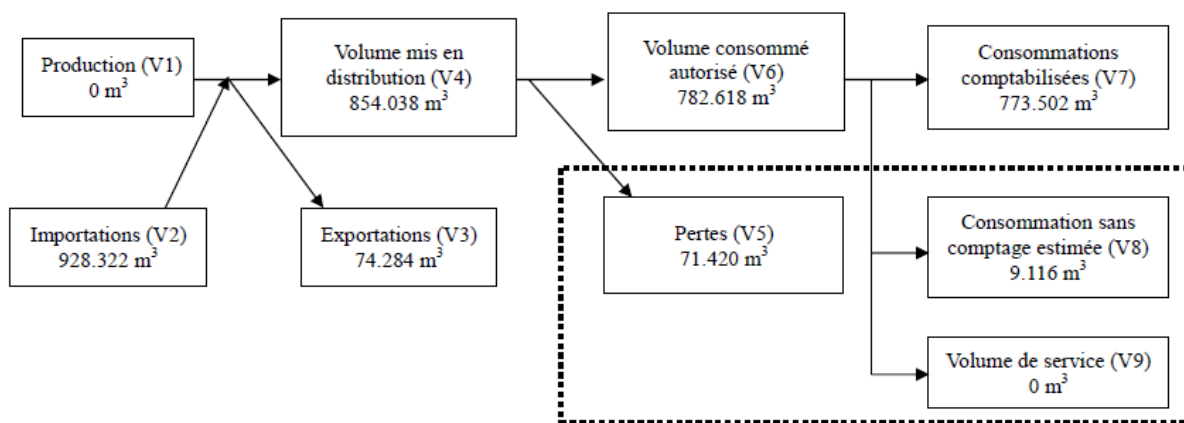 Production (V1)
0 m³
Volume mis en
distribution (V4)
854.038 m³
Volume consommé
autorisé (V6)
782.618 m³
Consommations
comptabilisées (V7)
773.502 m³
Importations (V2)
928.322 m³
Exportations (V3)
74.284 m³
Pertes (V5)
71.420 m³
Consommation sans
comptage estimée (V8)
9.116 m³
Volume de service (V9)
0 m³